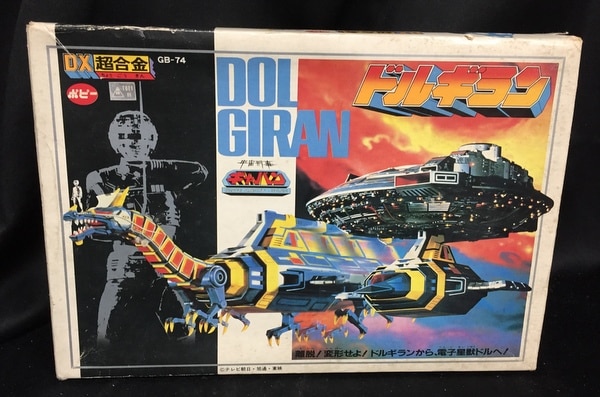 DX超合金
GB-74
ポピー
DOL
GIRAN
ドルギラン
宇宙刑事
ギャバン
離脱!変形せよ!ドルギランから、電子星獣ドルへ!
©テレビ朝日・旭通・東映